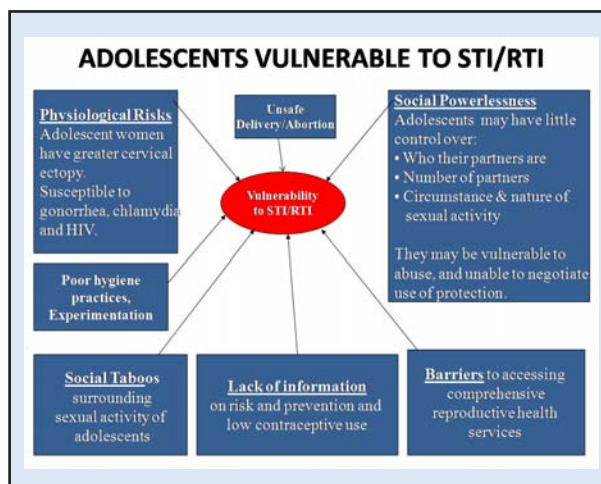 ADOLESCENTS VULNERABLE TO STI/RTI
Physiological Risks
Adolescent women
have greater cervical
ectopy.
Susceptible to
gonorrhea, chlamydia
and HIV.
Unsafe
Delivery/Abortion
Social Powerlessness
Adolescents may have little
control over:
• Who their partners are
• Number of partners
• Circumstance & nature of
sexual activity
They may be vulnerable to
abuse, and unable to negotiate
use of protection.
Vulnerability
to STI/RTI
Poor hygiene
practices,
Experimentation
Social Taboos
surrounding
sexual activity of
adolescents
Lack of information
on risk and prevention and
low contraceptive use
Barriers to accessing
comprehensive
reproductive health
services